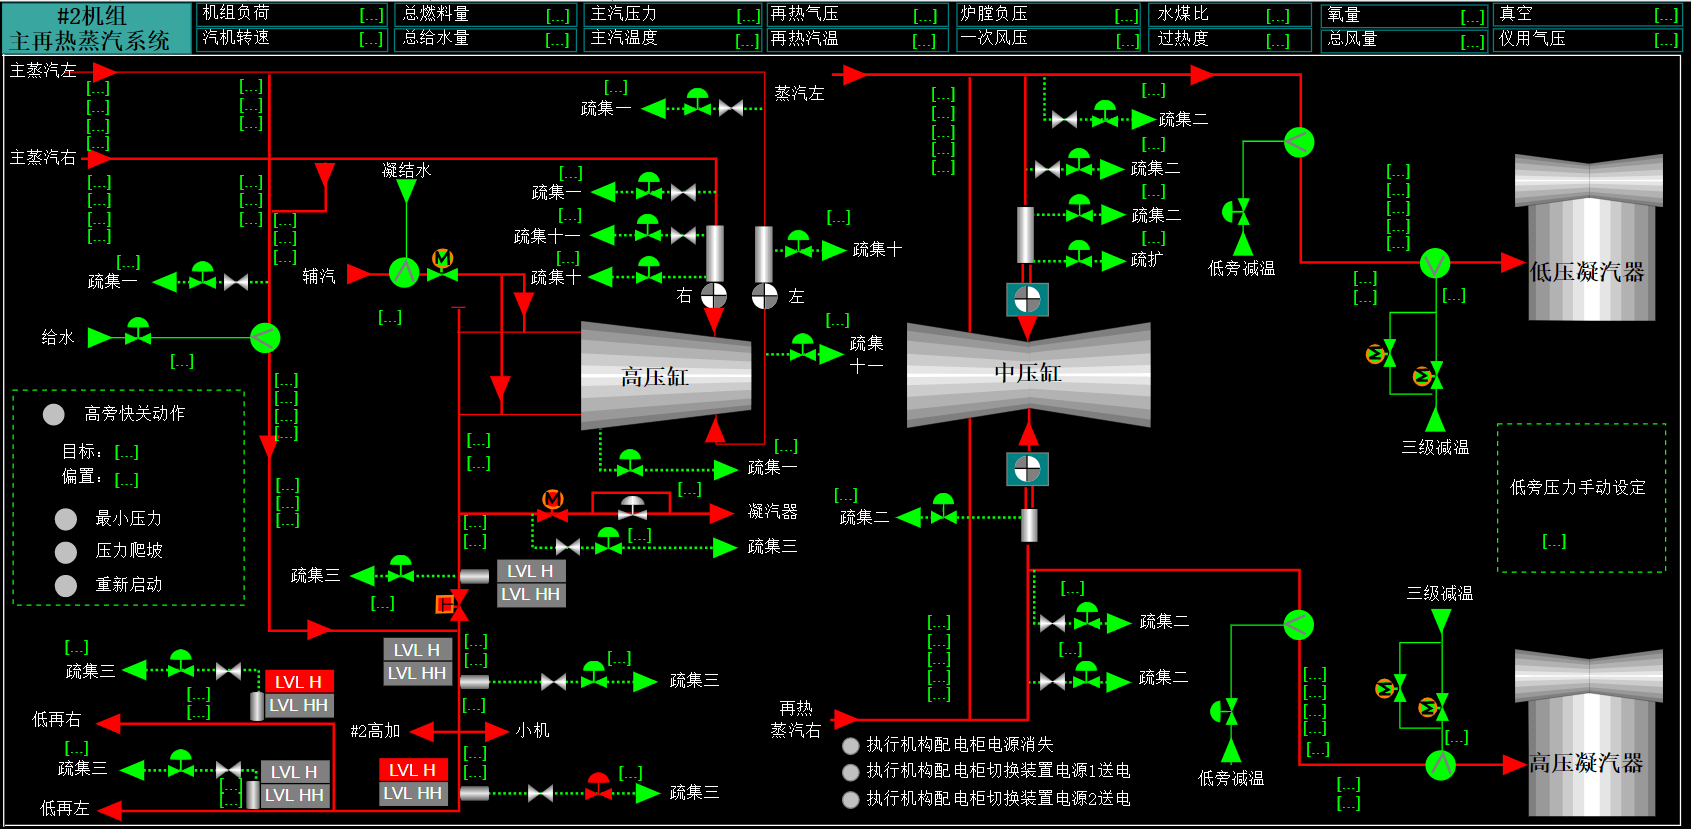 #2机组
主再热蒸汽系统
机组负荷 [...]
汽机转速 [...]
总燃料量 [...]
总给水量 [...]
主汽压力 [...]
主汽温度 [...]
再热气压 [...]
再热汽温 [...]
炉膛负压 [...]
一次风压 [...]
水煤比 [...]
过热度 [...]
氧量 [...]
总风量 [...]
真空 [...]
仪用气压 [...]
主蒸汽左
[...]
[...]
[...]
[...]
[...]
[...]
[...]
主蒸汽右
[...]
[...]
[...]
[...]
[...]
[...]
[...]
[...]
[...]
[...]
[...]
疏集一
给水
[...]
凝结水
辅汽
[...]
[...]
疏集一
[...]
疏集一
[...]
疏集十一
[...]
疏集十
右
左
[...]
疏集十
[...]
疏集
十一
高压缸
[...]
疏集一
[...]
[...]
[...]
[...]
[...]
[...]
高旁快关动作
目标: [...]
偏置: [...]
最小压力
压力爬坡
重新启动
[...]
[...]
[...]
[...]
凝汽器
[...]
疏集三
[...]
[...]
疏集三
[...]
LVL H
LVL HH
LVL H
LVL HH
[...]
[...]
[...]
疏集三
[...]
疏集三
[...]
[...]
LVL H
LVL HH
低再右
[...]
疏集三
[...]
[...]
LVL H
LVL HH
低再左
[...]
#2高加
小机
[...]
[...]
LVL H
LVL HH
[...]
疏集三
蒸汽左
[...]
[...]
[...]
[...]
[...]
[...]
疏集二
[...]
疏集二
[...]
疏集二
[...]
疏扩
中压缸
[...]
疏集二
[...]
[...]
[...]
[...]
[...]
[...]
疏集二
[...]
疏集二
再热
蒸汽右
执行机构配电柜电源消失
执行机构配电柜切换装置电源1送电
执行机构配电柜切换装置电源2送电
低旁减温
[...]
[...]
[...]
[...]
[...]
[...]
[...]
[...]
低压凝汽器
三级减温
低旁压力手动设定
[...]
三级减温
低旁减温
[...]
[...]
[...]
[...]
[...]
[...]
[...]
[...]
高压凝汽器